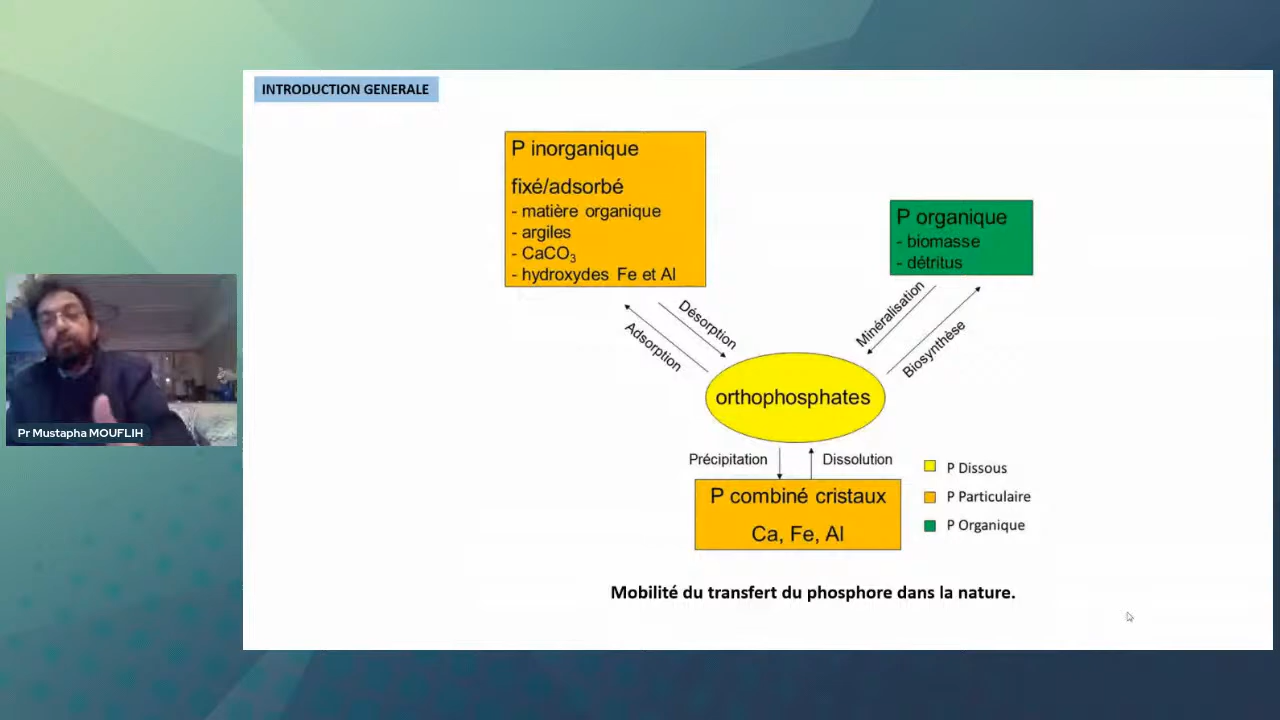 INTRODUCTION GENERALE
P inorganique
fixé/adsorbé
- matière organique
- argiles
- CaCO₃
- hydroxydes Fe et Al
P organique
- biomasse
- détritus
Désorption
Adsorption
Minéralisation
Biosynthèse
orthophosphates
Précipitation
Dissolution
P combiné cristaux
Ca, Fe, Al
P Dissous
P Particulaire
P Organique
Mobilité du transfert du phosphore dans la nature.
Pr Mustapha MOUFLIH